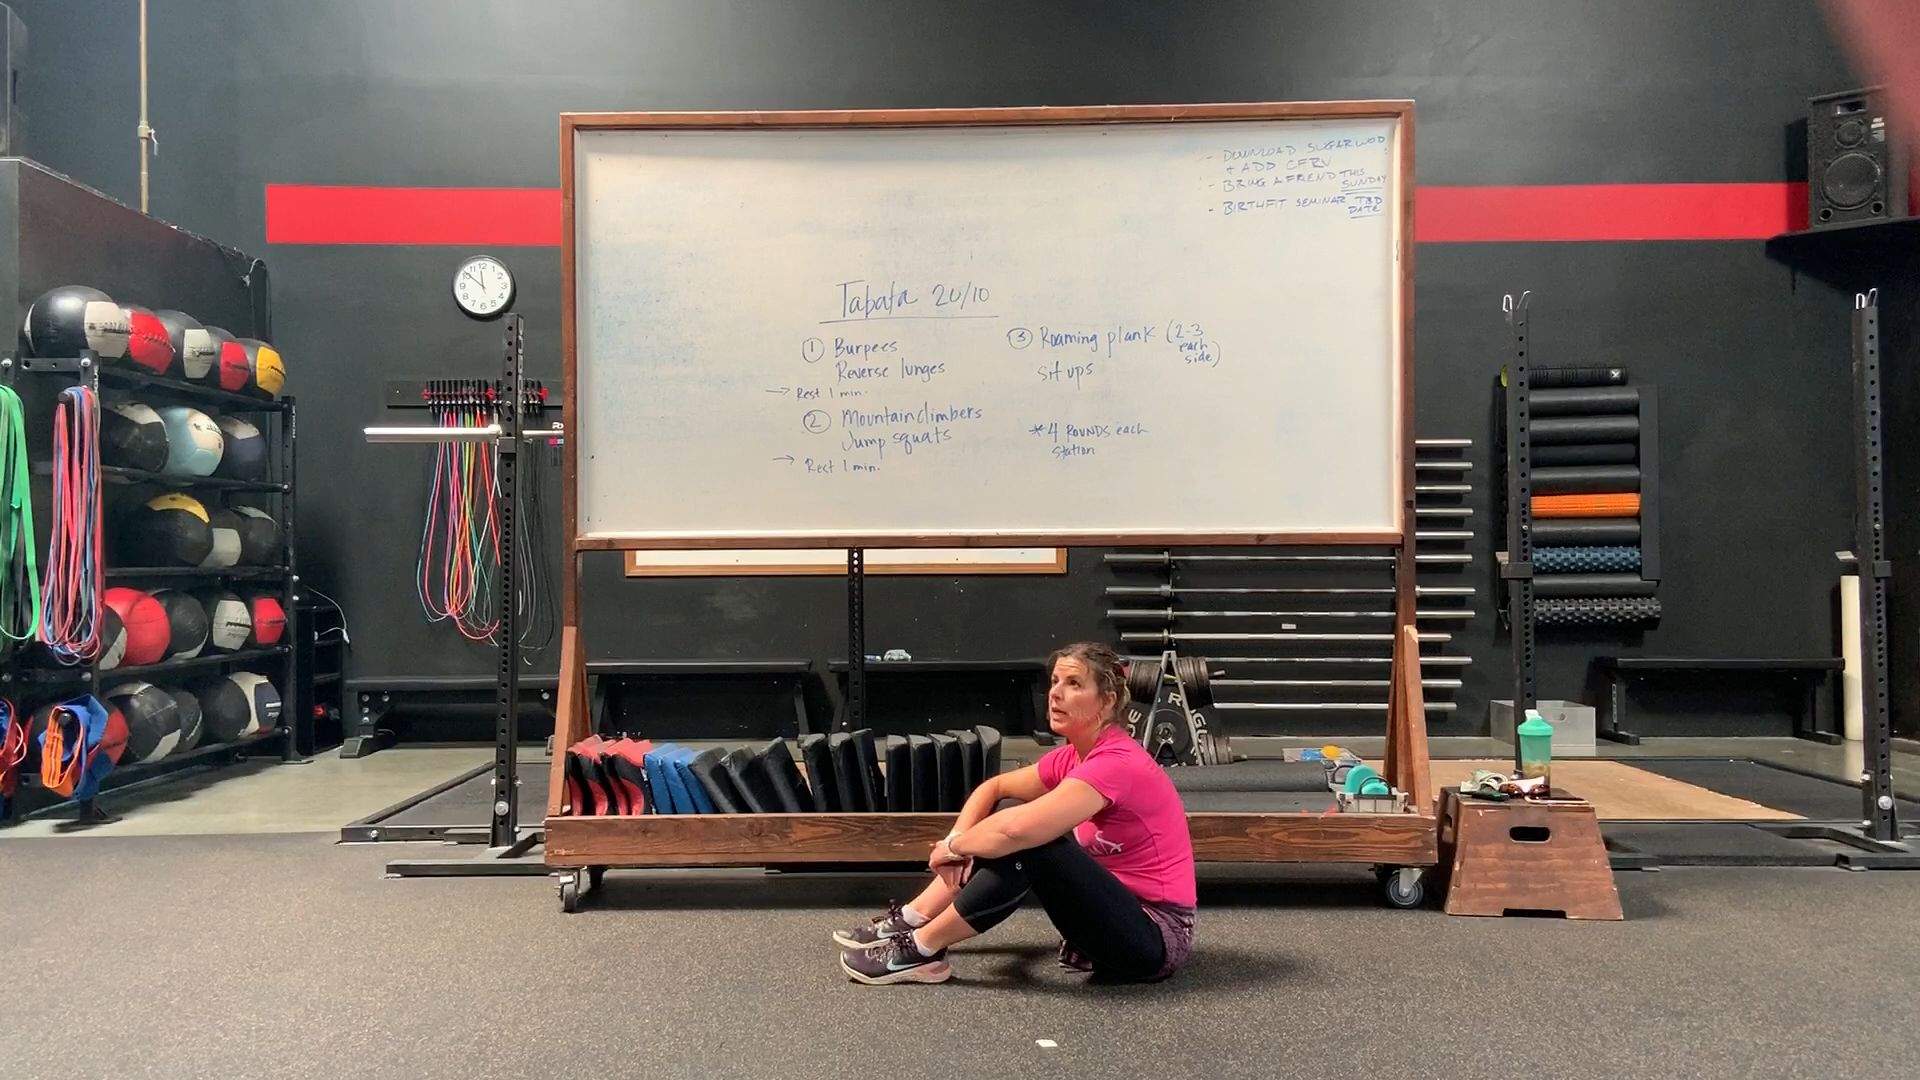 - DOWNLOAD SUGARWOD
+ ADD CFRV
- BRING A FRIEND THIS SUNDAY
- BIRTHFIT SEMINAR TBD DATE
Tabata 20/10
① Burpees
Reverse lunges
→ Rest 1 min.
② Mountain climbers
Jump squats
→ Rest 1 min.
③ Roaming plank (2-3 each side)
sit ups
*4 ROUNDS each
station